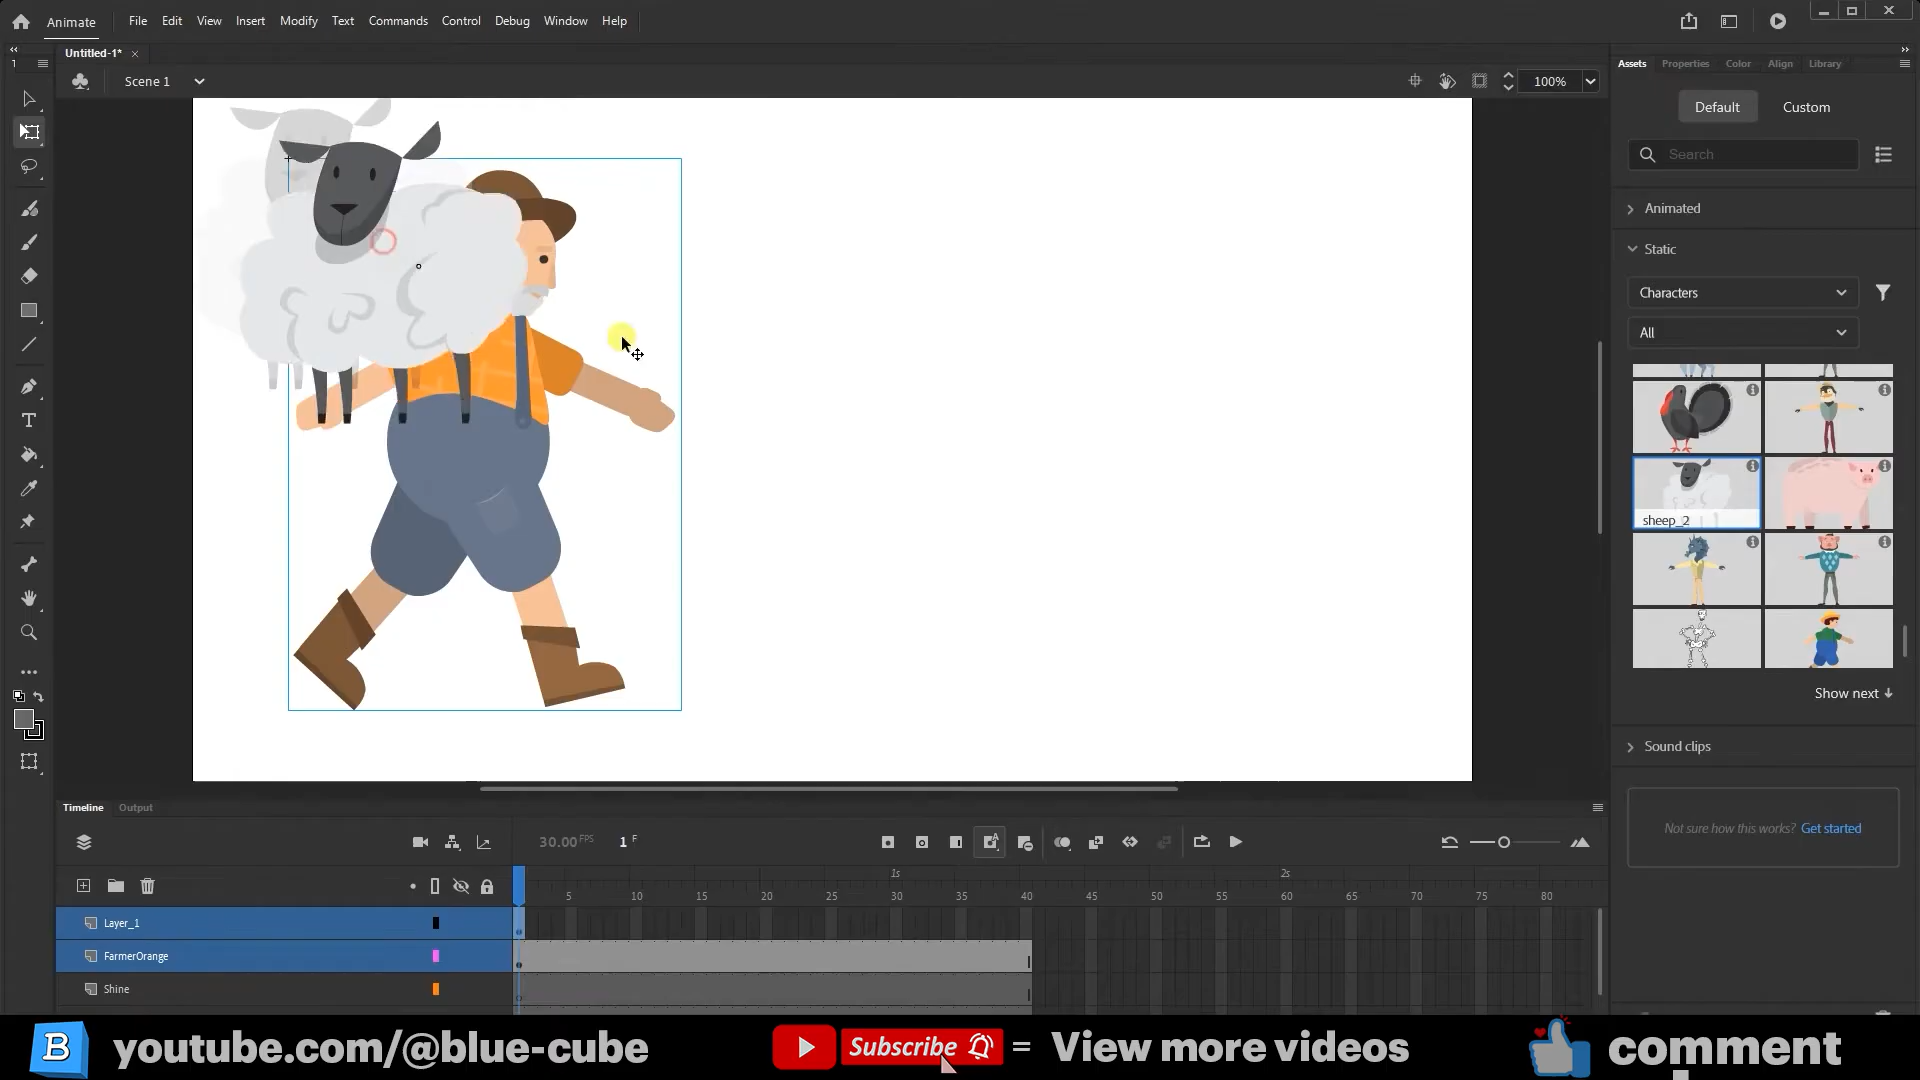 Animate File Edit View Insert Modify Text Commands Control Debug Window Help
Untitled-1*
Scene 1
100%
Assets Properties Color Align Library
Default Custom
Search
Animated
Static
Characters
All
sheep_2
Show next
Sound clips
Not sure how this works? Get started
Timeline Output
30.00 FPS 1 F
1s 2s
5 10 15 20 25 30 35 40 45 50 55 60 65 70 75 80
Layer_1
FarmerOrange
Shine
B youtube.com/@blue-cube Subscribe = View more videos comment